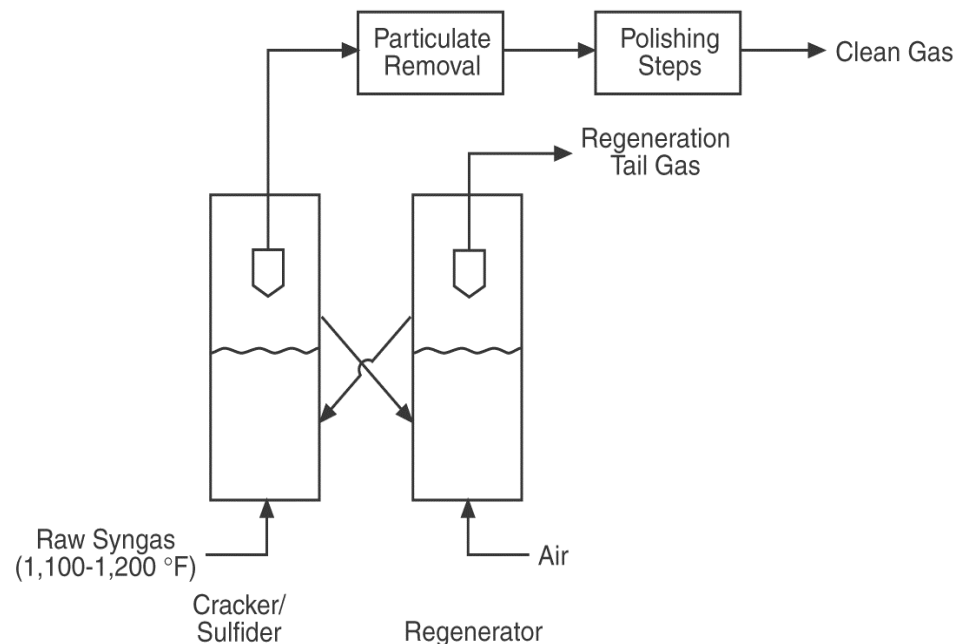 Particulate
Removal
Polishing
Steps
Clean Gas
Regeneration
Tail Gas
Raw Syngas
(1,100-1,200 °F)
Air
Cracker/
Sulfider
Regenerator